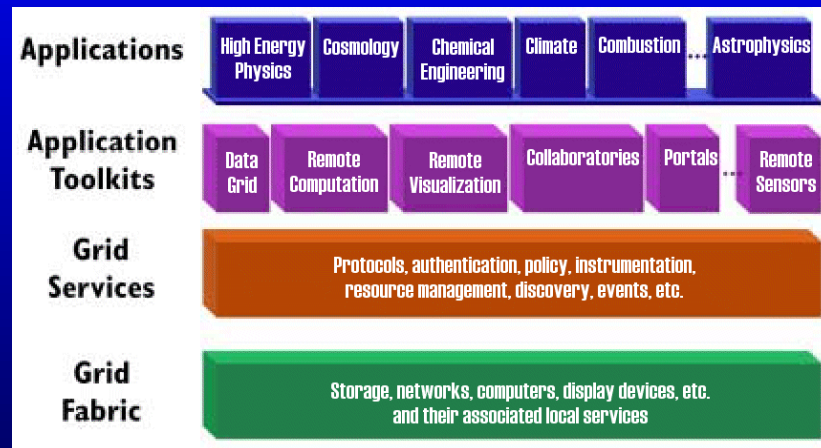 Applications
High Energy
Physics
Cosmology
Chemical
Engineering
Climate
Combustion
...
Astrophysics
Application
Toolkits
Data
Grid
Remote
Computation
Remote
Visualization
Collaboratories
Portals
...
Remote
Sensors
Grid
Services
Protocols, authentication, policy, instrumentation,
resource management, discovery, events, etc.
Grid
Fabric
Storage, networks, computers, display devices, etc.
and their associated local services